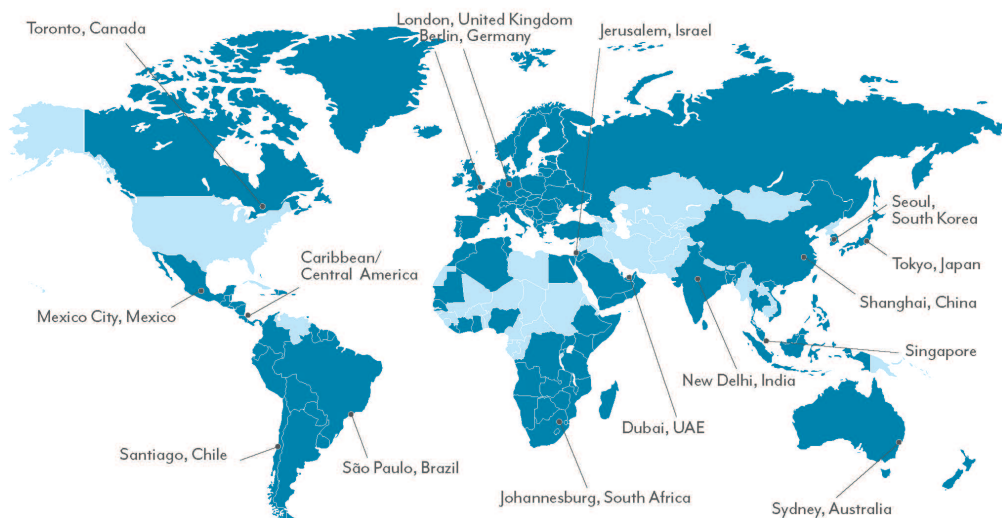 Toronto, Canada
London, United Kingdom
Berlin, Germany
Jerusalem, Israel
Seoul,
South Korea
Tokyo, Japan
Caribbean/
Central America
Mexico City, Mexico
Shanghai, China
Singapore
New Delhi, India
Dubai, UAE
Santiago, Chile
São Paulo, Brazil
Johannesburg, South Africa
Sydney, Australia